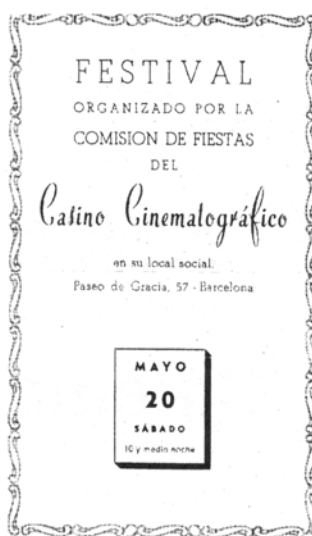 FESTIVAL
ORGANIZADO POR LA
COMISION DE FIESTAS
DEL
Casino Cinematográfico
en su local social.
Paseo de Gracia, 57 - Barcelona
MAYO
20
SÁBADO
10 y media noche